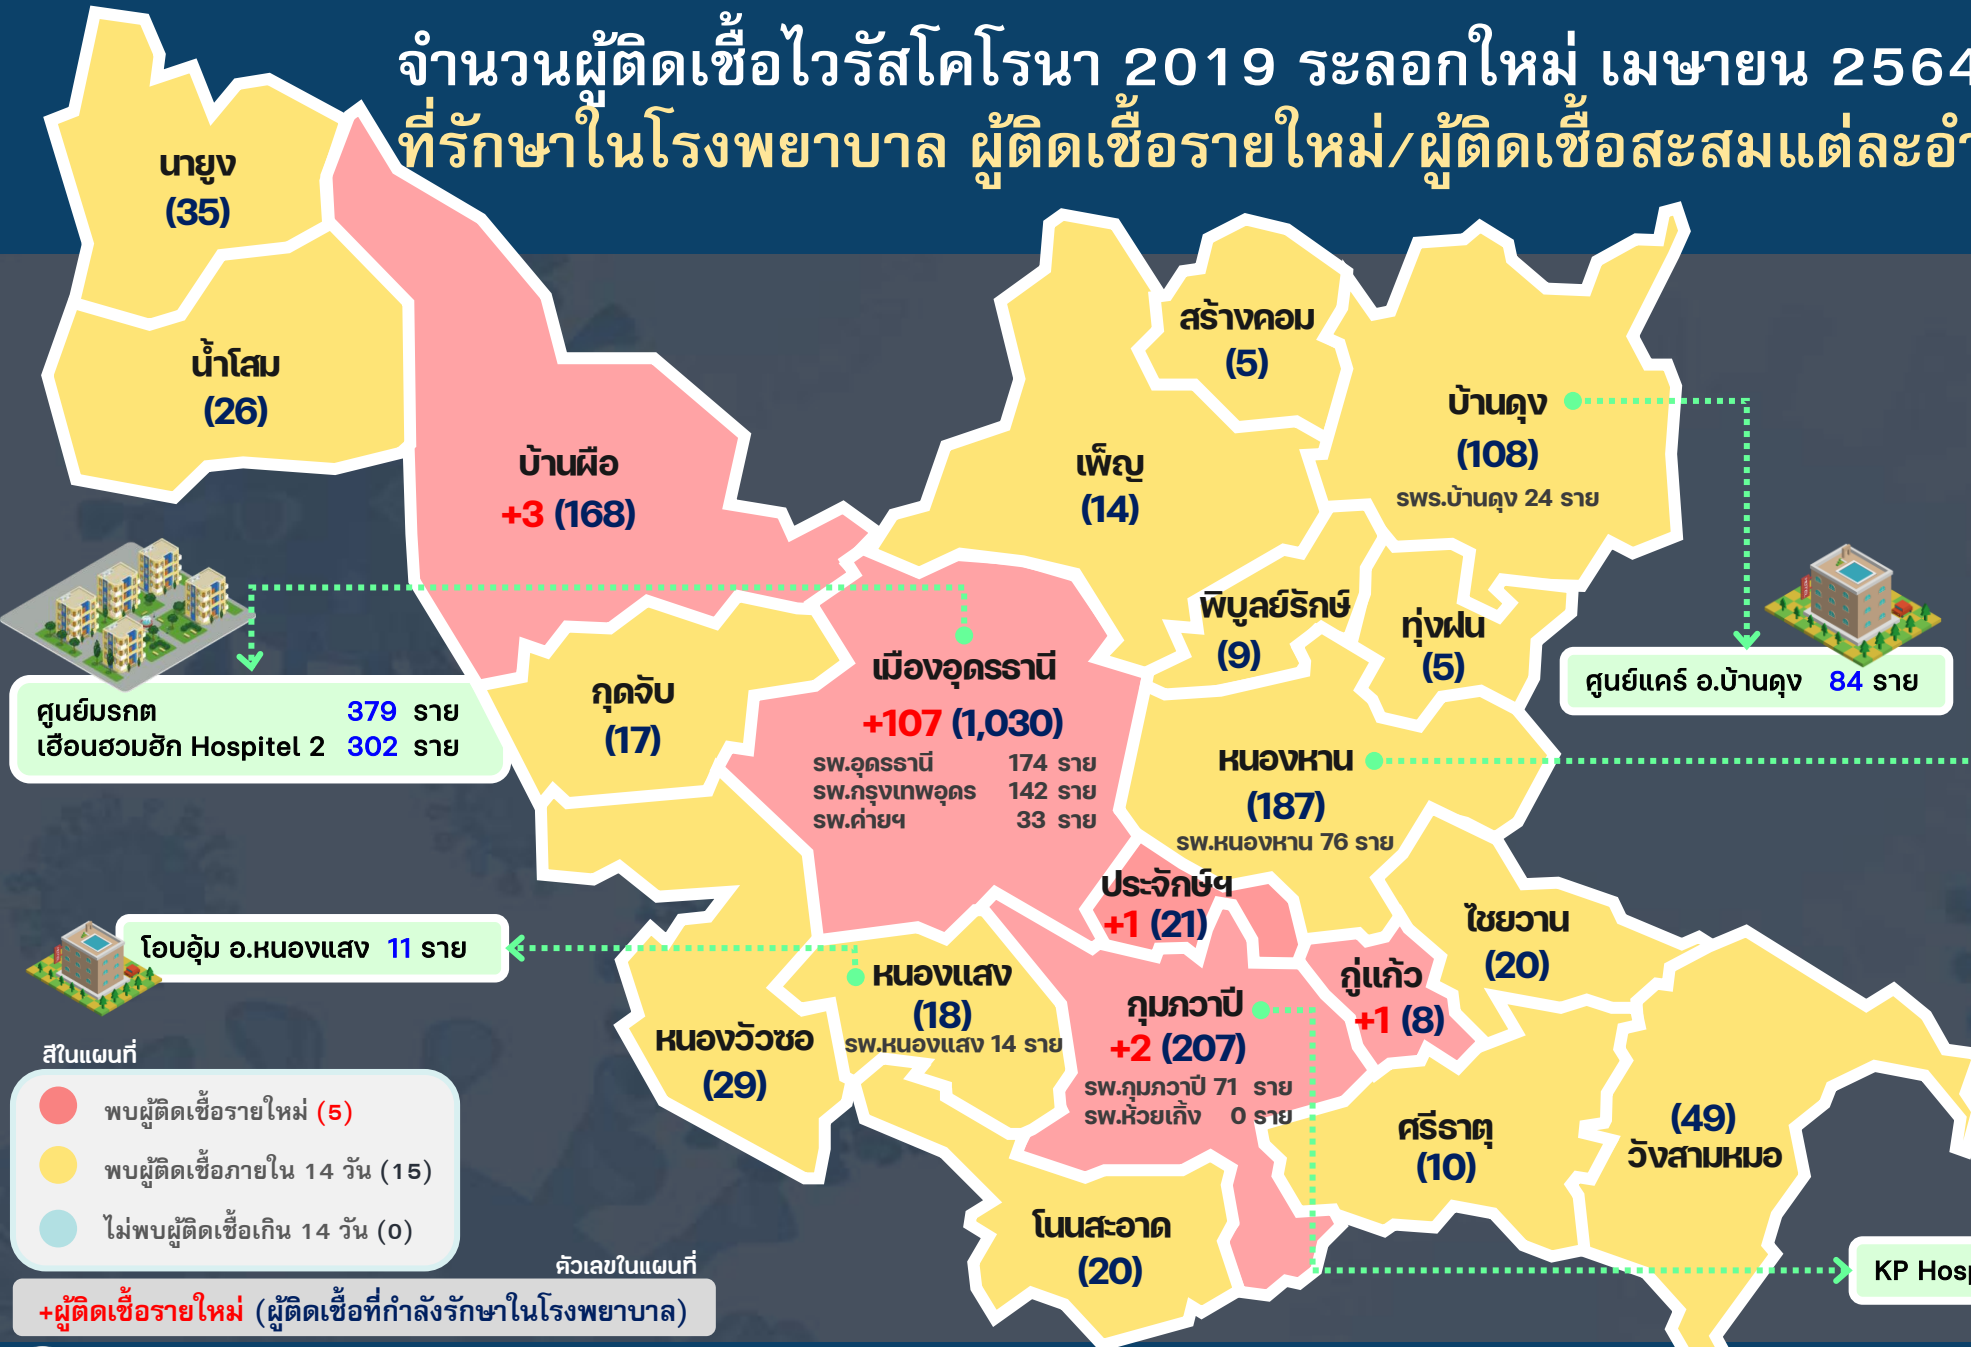 จำนวนผู้ติดเชื้อไวรัสโคโรนา 2019 ระลอกใหม่ เมษายน 2564
ที่รักษาในโรงพยาบาล ผู้ติดเชื้อรายใหม่/ผู้ติดเชื้อสะสมแต่ละอำ
นายูง
(35)
น้ำโสม
(26)
บ้านผือ
+3 (168)
เพ็ญ
(14)
สร้างคอม
(5)
บ้านดุง
(108)
รพร.บ้านดุง 24 ราย
พิบูลย์รักษ์
(9)
ทุ่งฝน
(5)
ศูนย์แคร์ อ.บ้านดุง 84 ราย
ศูนย์มรกต 379 ราย
เฮือนฮวมฮัก Hospitel 2 302 ราย
กุดจับ
(17)
เมืองอุดรธานี
+107 (1,030)
รพ.อุดรธานี 174 ราย
รพ.กรุงเทพอุดร 142 ราย
รพ.ค่ายฯ 33 ราย
หนองหาน
(187)
รพ.หนองหาน 76 ราย
ประจักษ์ฯ
+1 (21)
ไชยวาน
(20)
กู่แก้ว
+1 (8)
โอบอุ้ม อ.หนองแสง 11 ราย
หนองแสง
(18)
รพ.หนองแสง 14 ราย
หนองวัวซอ
(29)
กุมภวาปี
+2 (207)
รพ.กุมภวาปี 71 ราย
รพ.ห้วยเกิ้ง 0 ราย
ศรีธาตุ
(10)
(49)
วังสามหมอ
โนนสะอาด
(20)
KP Hosp
สีในแผนที่
พบผู้ติดเชื้อรายใหม่ (5)
พบผู้ติดเชื้อภายใน 14 วัน (15)
ไม่พบผู้ติดเชื้อเกิน 14 วัน (0)
ตัวเลขในแผนที่
+ผู้ติดเชื้อรายใหม่ (ผู้ติดเชื้อที่กำลังรักษาในโรงพยาบาล)